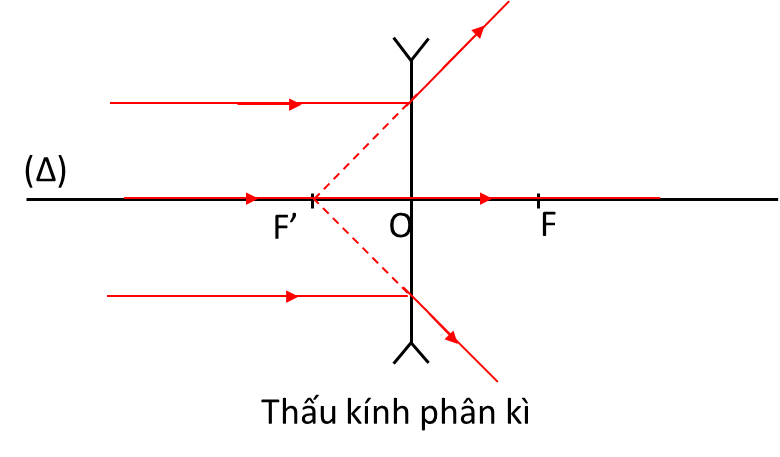 (Δ)
F’
O
F
Thấu kính phân kì